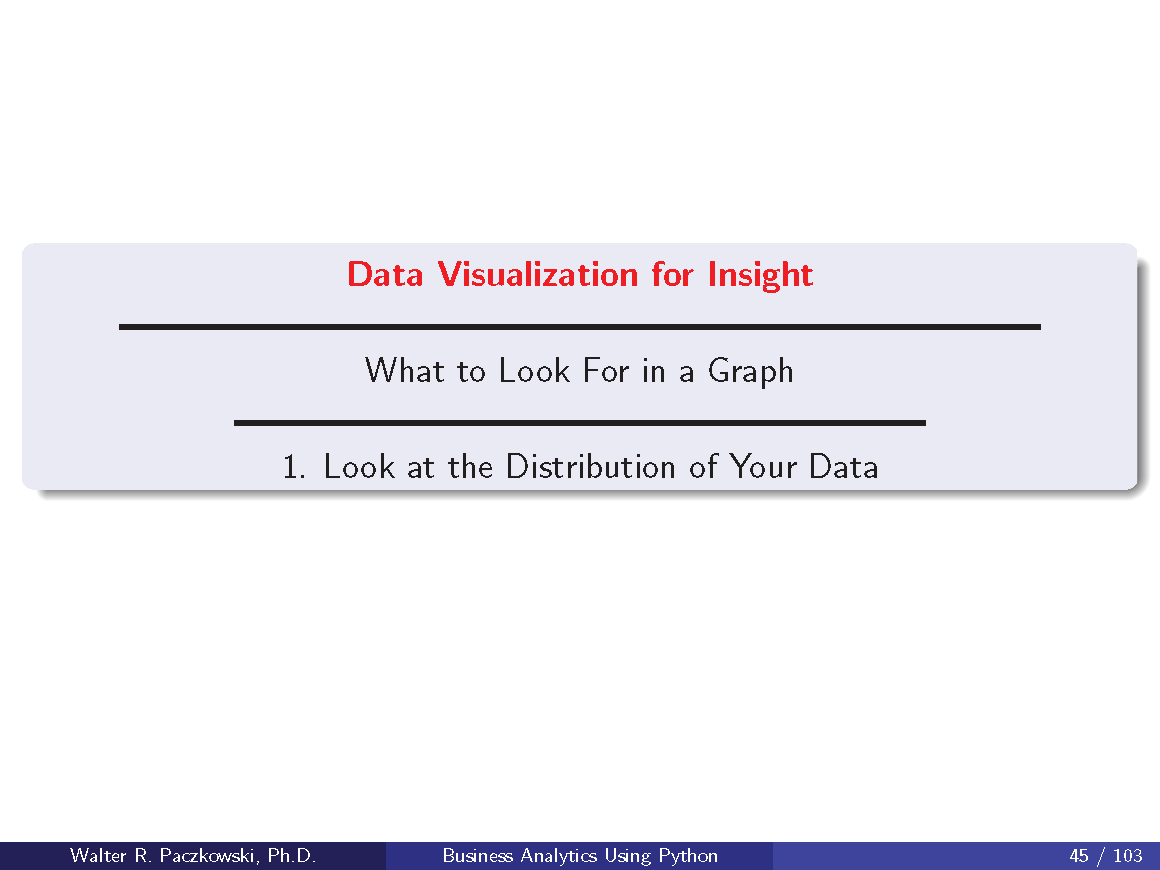 Data Visualization for Insight
What to Look For in a Graph
1. Look at the Distribution of Your Data
Walter R. Paczkowski, Ph.D.
Business Analytics Using Python
45 / 103